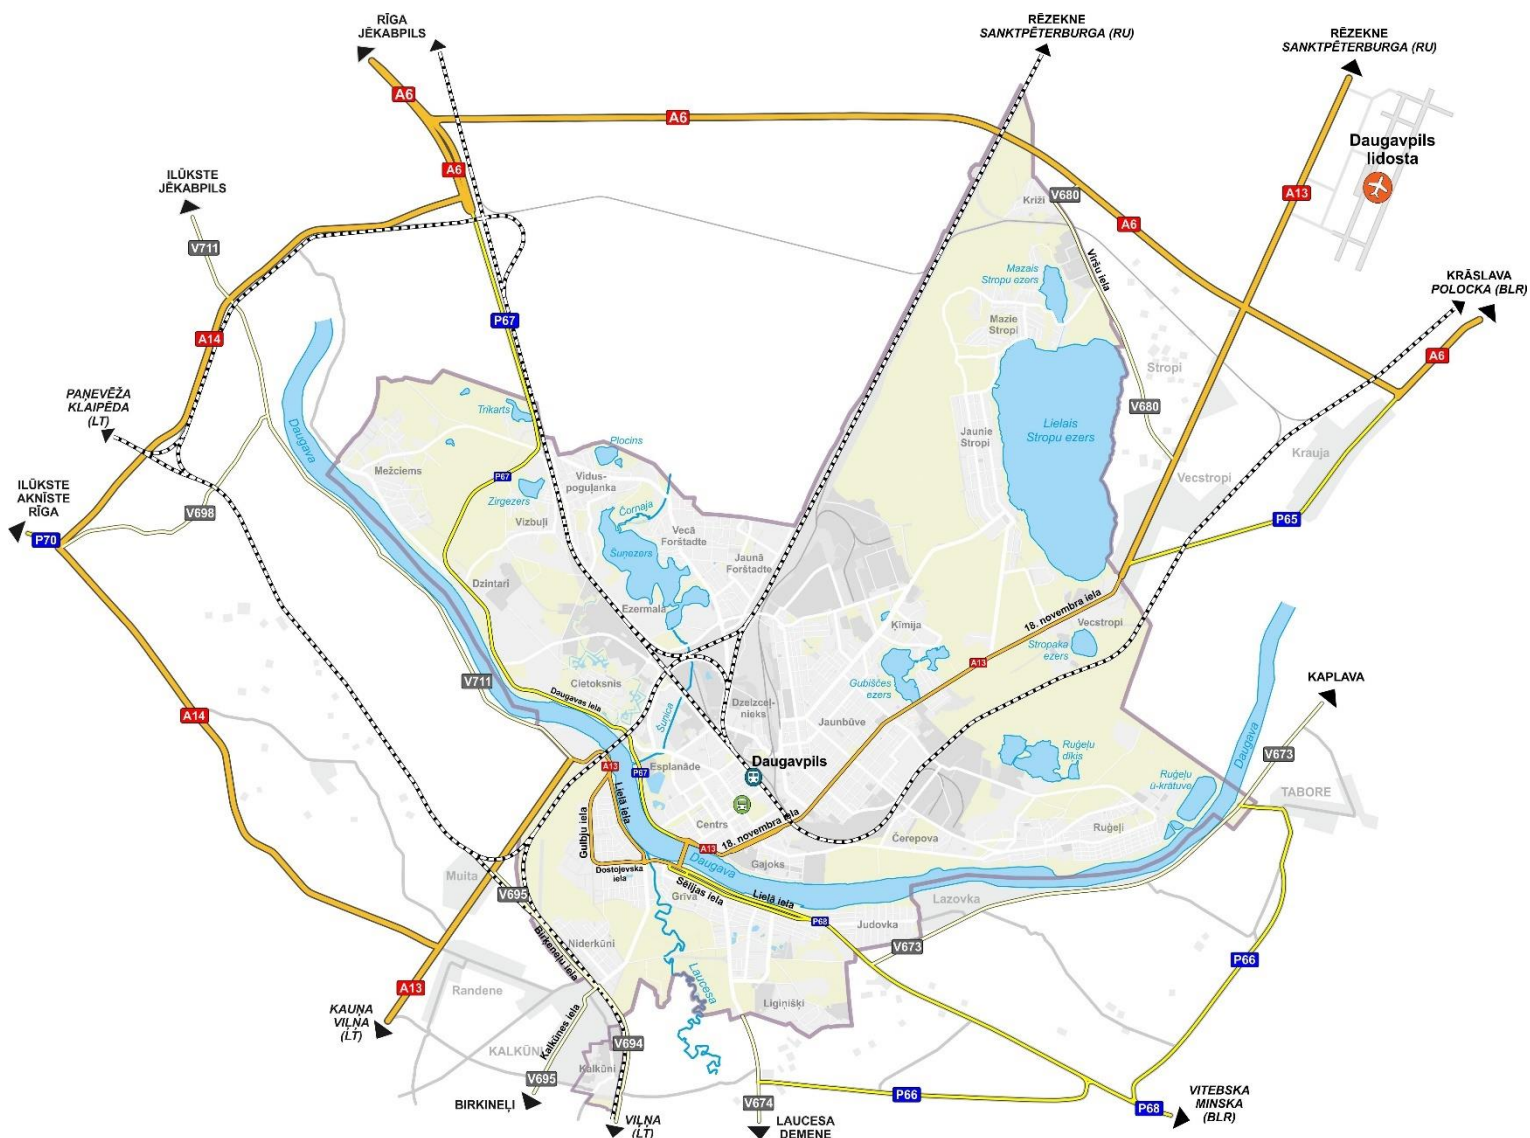 RĪGA
JĒKABPILS
RĒZEKNE
SANKTPĒTERBURGA (RU)
RĒZEKNE
SANKTPĒTERBURGA (RU)
A6
A6
A6
Daugavpils
lidosta
ILŪKSTE
JĒKABPILS
V680
A13
Križi
A6
V711
Viršu iela
Mazais
Stropu ezers
KRĀSLAVA
POLOCKA (BLR)
P67
Mazie
Stropi
A14
A6
Stropi
PAŅEVĒŽA
KLAIPĒDA
(LT)
V680
Trikarts
Daugava
Lielais
Stropu ezers
Jaunie
Stropi
Plocins
Krauja
Mežciems
P67
Vidus-
poguļanka
Vecstropi
Zirgezers
ILŪKSTE
AKNĪSTE
RĪGA
V698
Čornaja
Vizbuļi
Vecā
Forštadte
P65
P70
Šuņezers
Jaunā
Forštadte
Dzintari
Ezermala
18. novembra iela
Ķīmija
Vecstropi
Stropaka
ezers
A13
V711
Cietoksnis
Gubiščes
ezers
KAPLAVA
Daugavas iela
Dzelzceļ-
nieks
A14
Šuņica
Jaunbūve
Daugava
Ruģeļu
dīķis
V673
Daugavpils
A13
P67
Esplanāde
Ruģeļu
ū-krātuve
TABORE
Lielā iela
Gulbju iela
Centrs
18. novembra iela
Čerepova
Ruģeļi
A13
Daugava
Gajoks
Dostojevska
iela
Muita
V695
Grīva
Sēlijas iela
Lielā iela
Lazovka
P68
Judovka
Birķeneļu iela
Niderkūni
V673
P66
Laucesa
A13
Randene
Ligiņišķi
KAUŅA
VIĻŅA
(LT)
Kalkūnes iela
V694
KALKŪNI
Kalkūni
V695
P66
BIRKINEĻI
V674
P68
VITEBSKA
MINSKA
(BLR)
VIĻŅA
(LT)
LAUCESA
DEMENE